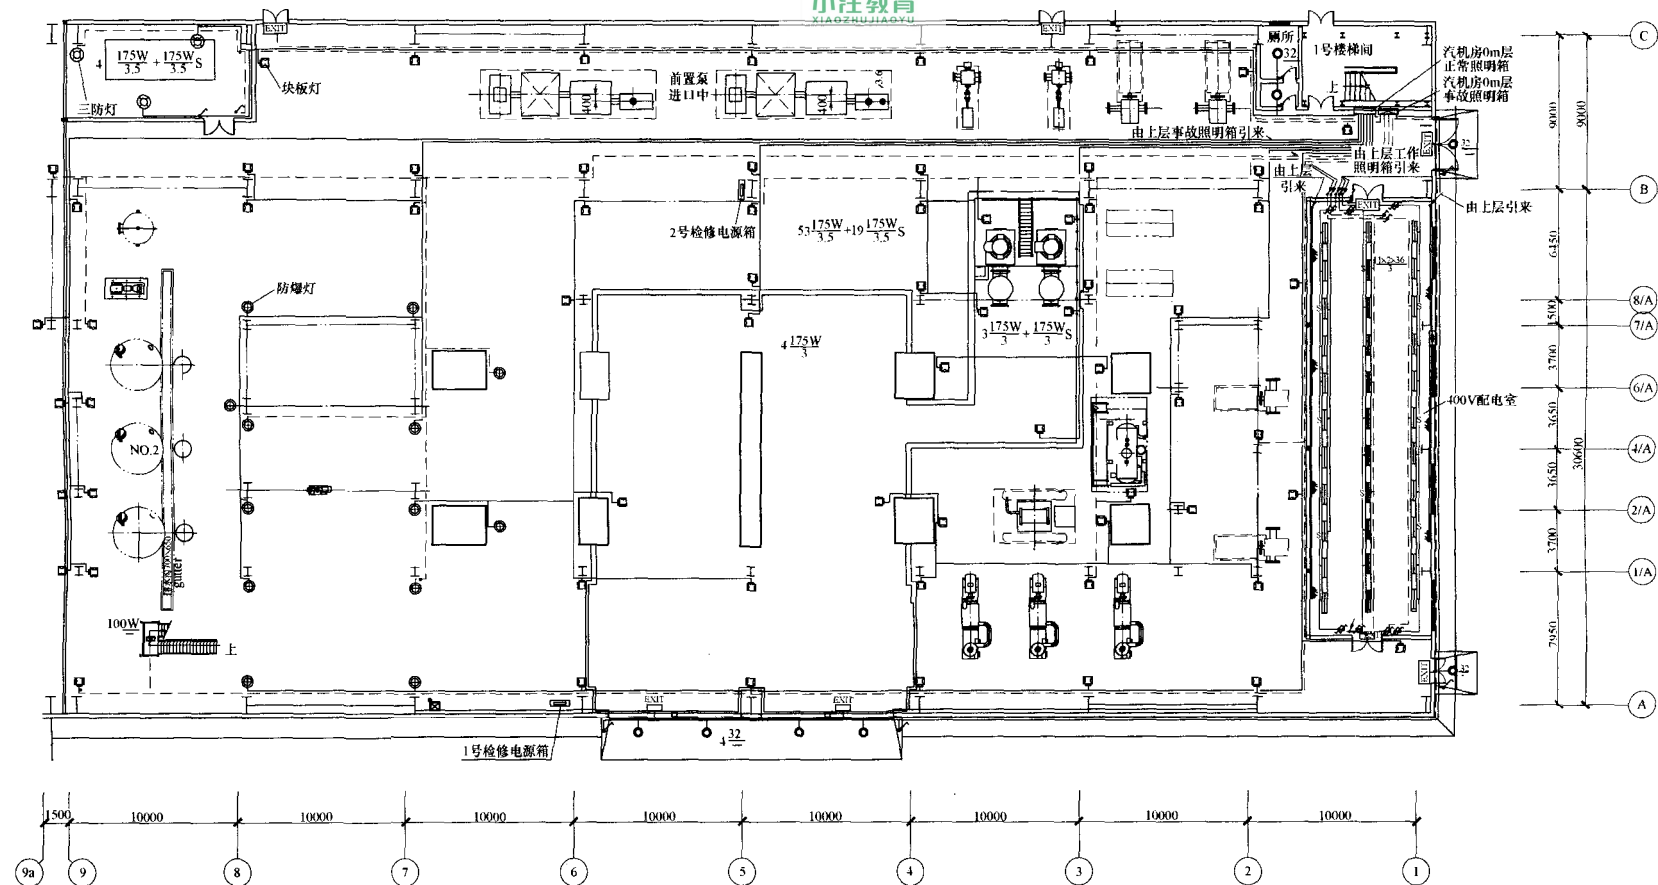 小汪教育
XIAOZHUJIAOYU
EXIT
EXIT
厕所
32
1号楼梯间
上
汽机房0m层
正常照明箱
汽机房0m层
事故照明箱
C
4 175W/3.5 + 175W/3.5 S
三防灯
块板灯
前置泵
进口中
400
400
由上层事故照明箱引来
由上层工作
照明箱引来
由上层
引来
EXIT
32
9000
9000
B
由上层引来
EXIT
2号检修电源箱
53 175W/3.5 + 19 175W/3.5 S
防爆灯
6450
8/A
1500
7/A
3 175W/3 + 175W/3 S
4 175W/3
3700
6/A
400V配电室
3650
NO.2
4/A
30600
3650
2/A
3700
gutter
1/A
100W
上
7950
EXIT
32
EXIT
EXIT
A
1号检修电源箱
4 32
1500
10000
10000
10000
10000
10000
10000
10000
10000
9a
9
8
7
6
5
4
3
2
1